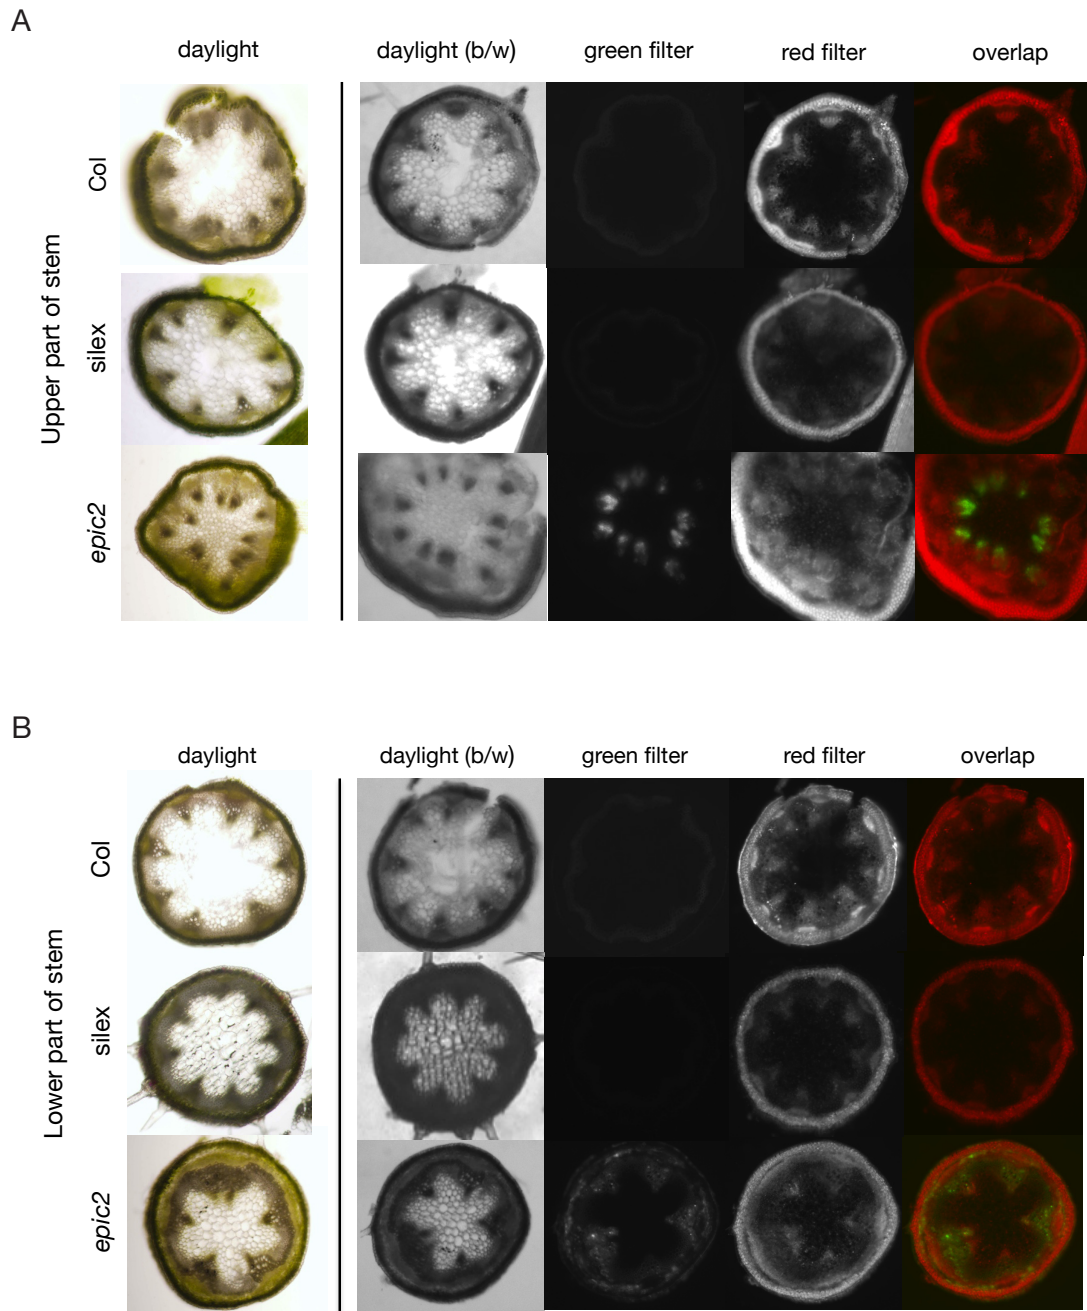 A
daylight
daylight (b/w)
green filter
red filter
overlap
Upper part of stem
Col
silex
epic2
B
daylight
daylight (b/w)
green filter
red filter
overlap
Lower part of stem
Col
silex
epic2